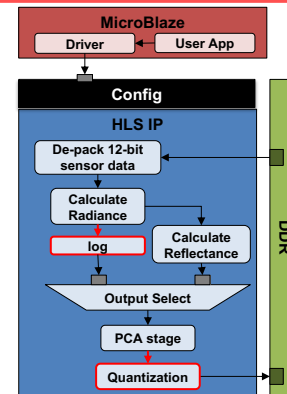 MicroBlaze
Driver
User App
Config
HLS IP
De-pack 12-bit
sensor data
Calculate
Radiance
log
Calculate
Reflectance
Output Select
PCA stage
Quantization
DDR